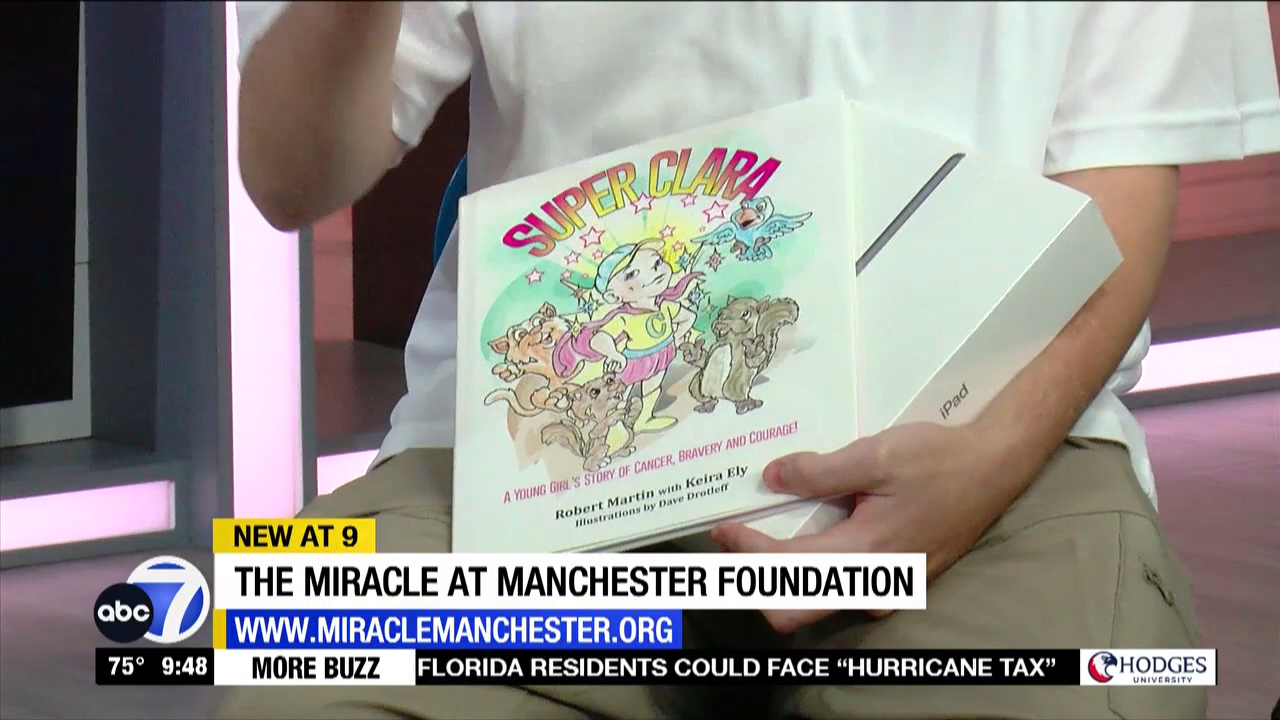 SUPER CLARA
C
A YOUNG GIRL'S STORY OF CANCER, BRAVERY AND COURAGE!
Robert Martin with Keira Ely
Illustrations by Dave Drotleff
iPad
NEW AT 9
THE MIRACLE AT MANCHESTER FOUNDATION
WWW.MIRACLEMANCHESTER.ORG
abc 7
75° 9:48 MORE BUZZ FLORIDA RESIDENTS COULD FACE “HURRICANE TAX” HODGES
UNIVERSITY